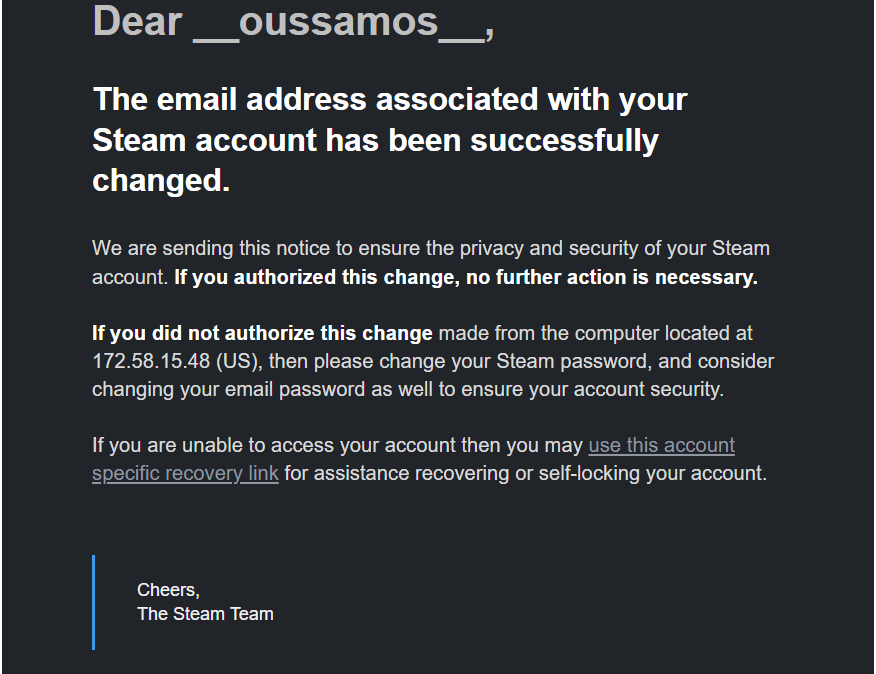 Dear __oussamos__,
The email address associated with your
Steam account has been successfully
changed.
We are sending this notice to ensure the privacy and security of your Steam
account. If you authorized this change, no further action is necessary.
If you did not authorize this change made from the computer located at
172.58.15.48 (US), then please change your Steam password, and consider
changing your email password as well to ensure your account security.
If you are unable to access your account then you may use this account
specific recovery link for assistance recovering or self-locking your account.
Cheers,
The Steam Team